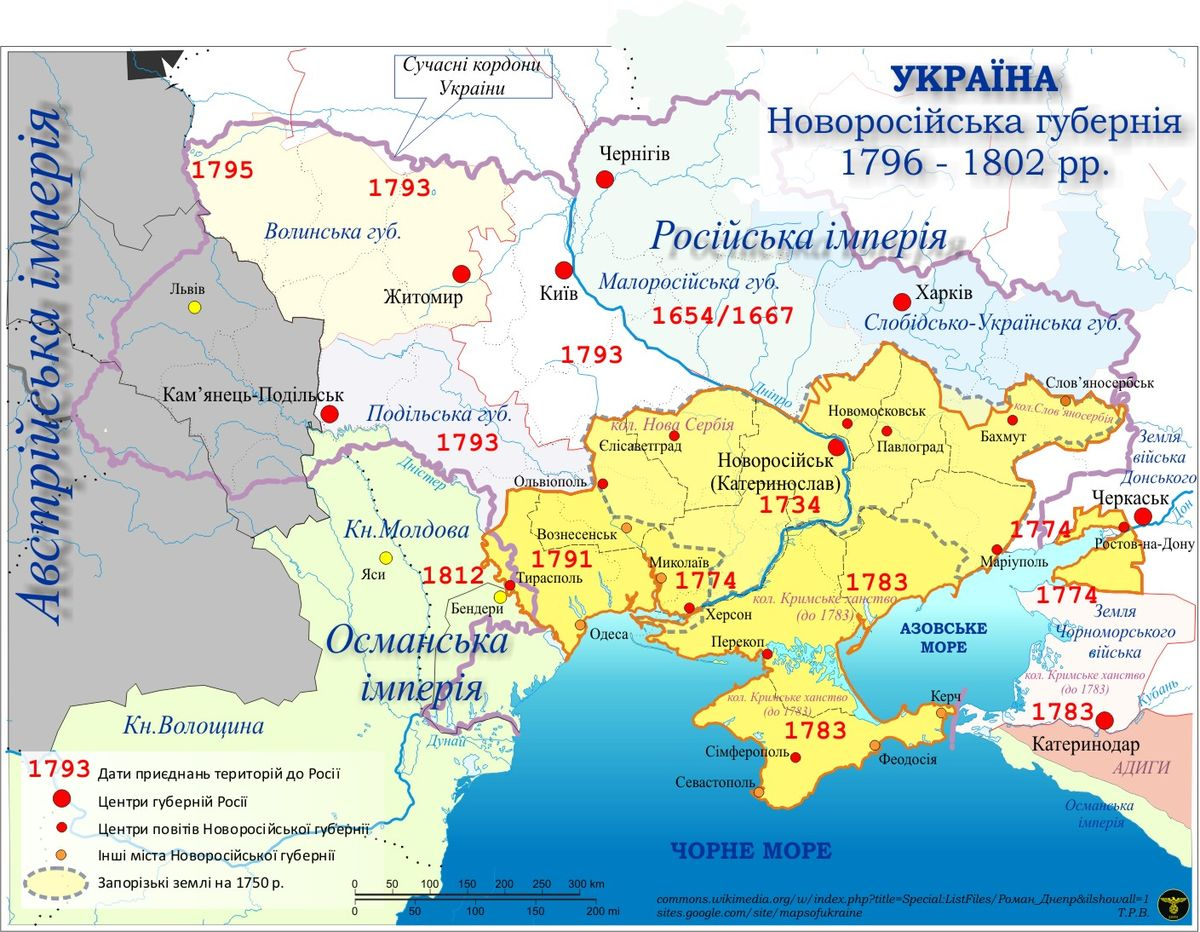 УКРАЇНА
Новоросійська губернія
1796 - 1802 рр.
Сучасні кордони
України
Австрійська імперія
Російська імперія
Османська
імперія
1795
1793
Волинська губ.
Житомир
Чернігів
Київ
Малоросійська губ.
1654/1667
Харків
Слобідсько-Українська губ.
Львів
1793
Кам’янець-Подільськ
Подільська губ.
1793
Дніпро
Дністер
кол. Нова Сербія
Єлісаветград
Новомосковськ
Павлоград
Слов’яносербськ
кол.Слов яносербія
Бахмут
Новоросійськ
(Катеринослав)
1734
Ольвіополь
Вознесенськ
1791
Миколаїв
1774
Херсон
Тирасполь
1812
Бендери
Одеса
Кн.Молдова
Яси
Кн.Волощина
Дунай
1783
кол. Кримське ханство
(до 1783)
Перекоп
Маріуполь
1774
Земля
війська
Донського
Черкаськ
Дон
Ростов-на-Дону
1774
Земля
Чорноморського
війська
кол. Кримське ханство
(до 1783)
Кубань
1783
Катеринодар
АДИГИ
Османська
імперія
АЗОВСЬКЕ
МОРЕ
кол. Кримське ханство
(до 1783)
1783
Сімферополь
Севастополь
Феодосія
Керч
ЧОРНЕ МОРЕ
1793 Дати приєднань територій до Росії
Центри губерній Росії
Центри повітів Новоросійської губернії
Інші міста Новоросійської губернії
Запорізькі землі на 1750 р.
0 50 100 150 200 250 300 km
0 50 100 150 200 mi
commons.wikimedia.org/w/index.php?title=Special:ListFiles/Роман_Днепр&ilshowall=1
sites.google.com/site/mapsofukraine
Т.Р.В.